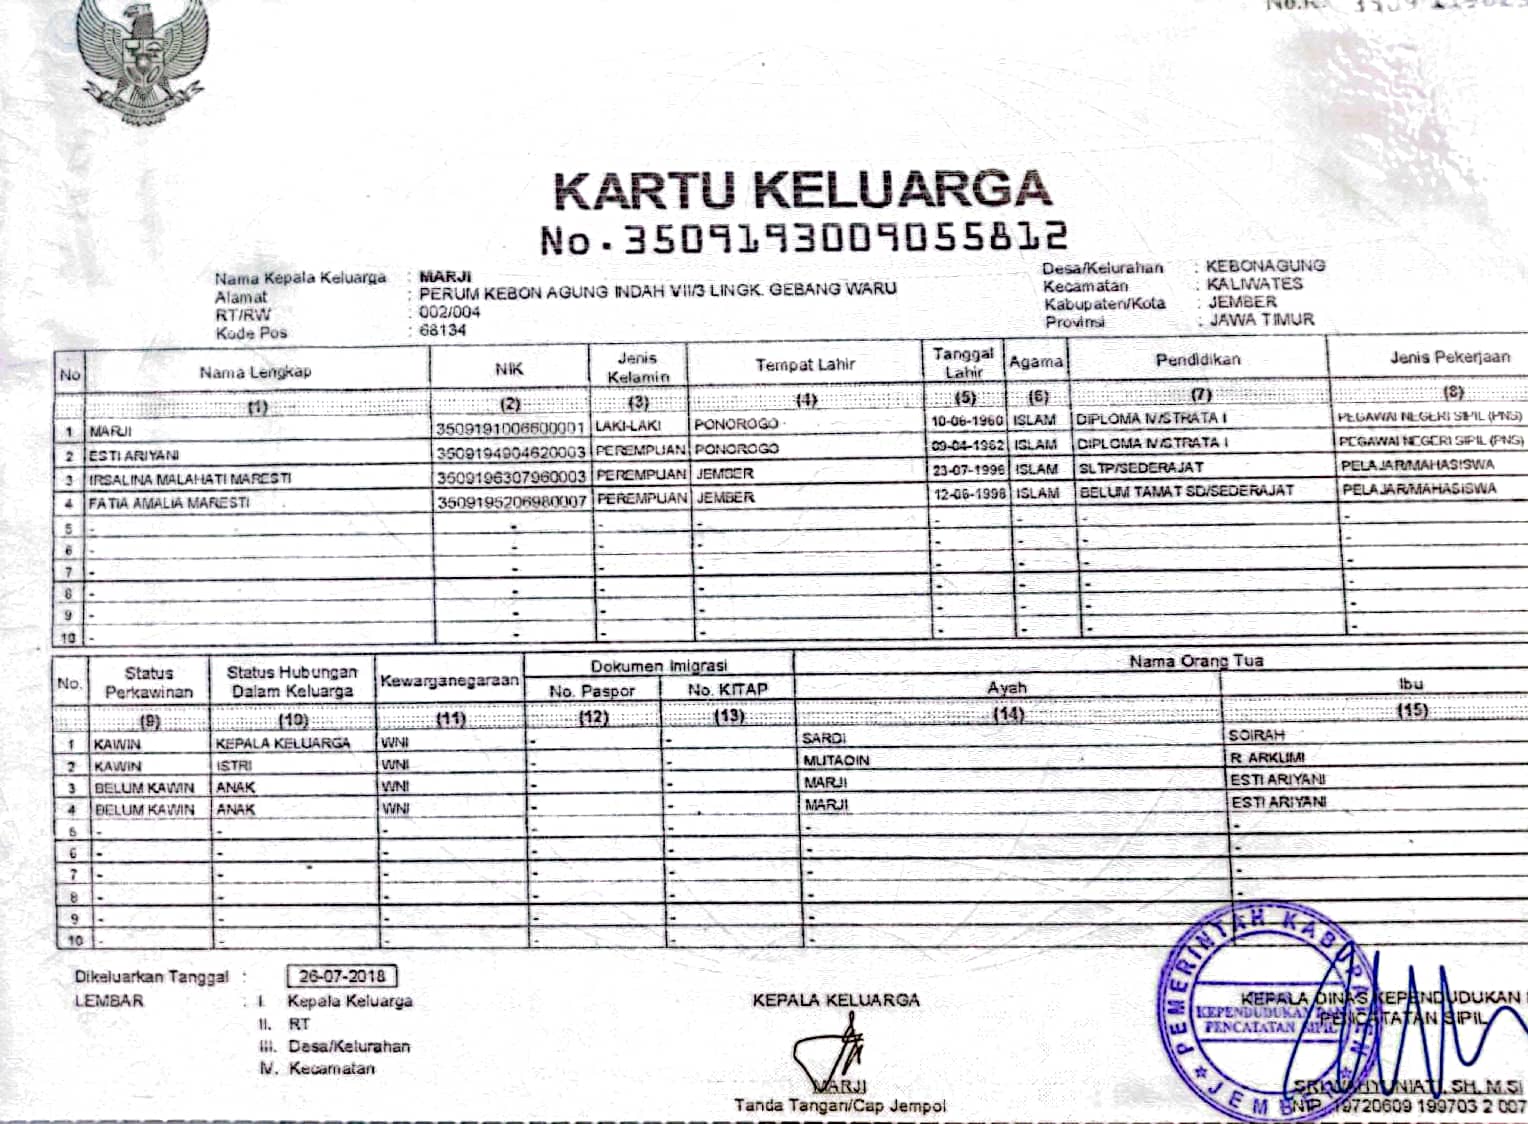 KARTU KELUARGA
No. 3509193009055812
Nama Kepala Keluarga : MARJI
Alamat : PERUM KEBON AGUNG INDAH VII/3 LINGK. GEBANG WARU
RT/RW : 002/004
Kode Pos : 68134
Desa/Kelurahan : KEBONAGUNG
Kecamatan : KALIWATES
Kabupaten/Kota : JEMBER
Provinsi : JAWA TIMUR
No Nama Lengkap NIK Jenis Kelamin Tempat Lahir Tanggal Lahir Agama Pendidikan Jenis Pekerjaan
(1) (2) (3) (4) (5) (6) (7) (8)
1 MARJI 3509191006600001 LAKI-LAKI PONOROGO 10-06-1960 ISLAM DIPLOMA IV/STRATA I PEGAWAI NEGERI SIPIL (PNS)
2 ESTI ARIYANI 3509194904620003 PEREMPUAN PONOROGO 09-04-1962 ISLAM DIPLOMA IV/STRATA I PEGAWAI NEGERI SIPIL (PNS)
3 IRSALINA MALAHATI MARESTI 3509196307960003 PEREMPUAN JEMBER 23-07-1996 ISLAM SLTP/SEDERAJAT PELAJAR/MAHASISWA
4 FATIA AMALIA MARESTI 3509195206980007 PEREMPUAN JEMBER 12-06-1998 ISLAM BELUM TAMAT SD/SEDERAJAT PELAJAR/MAHASISWA
5 - - - - - - - -
6 - - - - - - - -
7 - - - - - - - -
8 - - - - - - - -
9 - - - - - - - -
10 - - - - - - - -
No. Status Perkawinan Status Hubungan Dalam Keluarga Kewarganegaraan Dokumen Imigrasi Nama Orang Tua
No. Paspor No. KITAP Ayah Ibu
(9) (10) (11) (12) (13) (14) (15)
1 KAWIN KEPALA KELUARGA WNI - - SARDI SOIRAH
2 KAWIN ISTRI WNI - - MUTAQIN R. ARKUMI
3 BELUM KAWIN ANAK WNI - - MARJI ESTI ARIYANI
4 BELUM KAWIN ANAK WNI - - MARJI ESTI ARIYANI
5 - - - - - - -
6 - - - - - - -
7 - - - - - - -
8 - - - - - - -
9 - - - - - - -
10 - - - - - - -
Dikeluarkan Tanggal : 26-07-2018
LEMBAR : I. Kepala Keluarga
II. RT
III. Desa/Kelurahan
IV. Kecamatan
KEPALA KELUARGA
MARJI
Tanda Tangan/Cap Jempol
KEPALA DINAS KEPENDUDUKAN
PENCATATAN SIPIL
PEMERINTAH KABUPATEN
KEPENDUDUKAN DAN
PENCATATAN SIPIL
JEMBER
SRI WAHYUNIATI, SH, M.SI
NIP. 19720609 199703 2 007